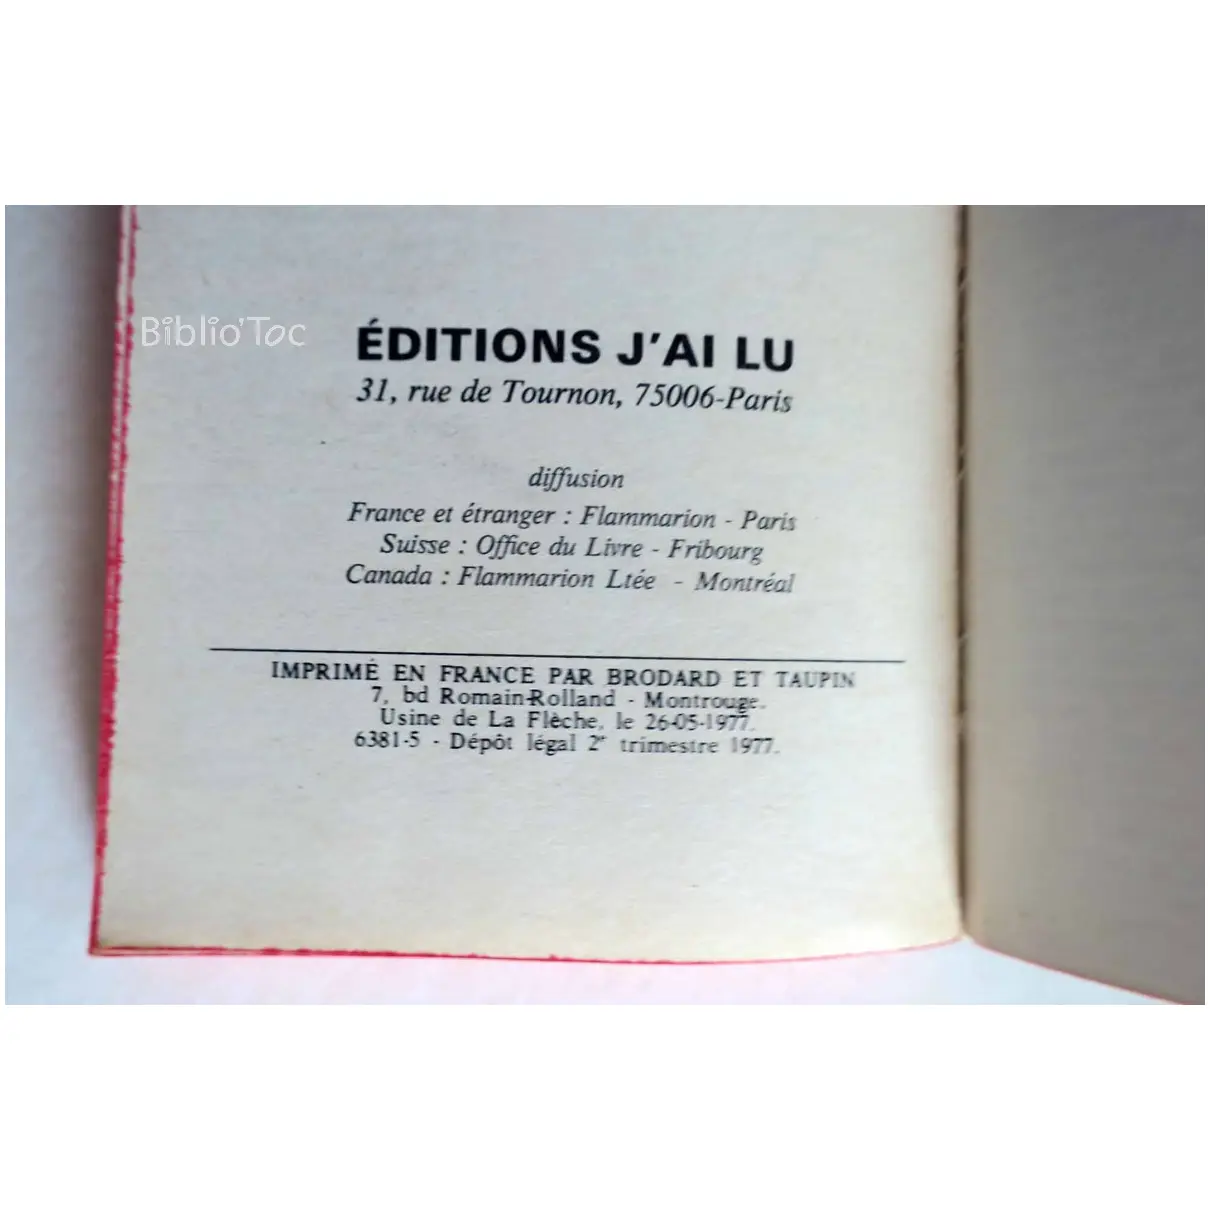 Biblio'Toc
ÉDITIONS J'AI LU
31, rue de Tournon, 75006-Paris
diffusion
France et étranger : Flammarion - Paris
Suisse : Office du Livre - Fribourg
Canada : Flammarion Ltée - Montréal
IMPRIMÉ EN FRANCE PAR BRODARD ET TAUPIN
7, bd Romain-Rolland - Montrouge.
Usine de La Flèche, le 26-05-1977.
6381-5 - Dépôt légal 2e trimestre 1977.